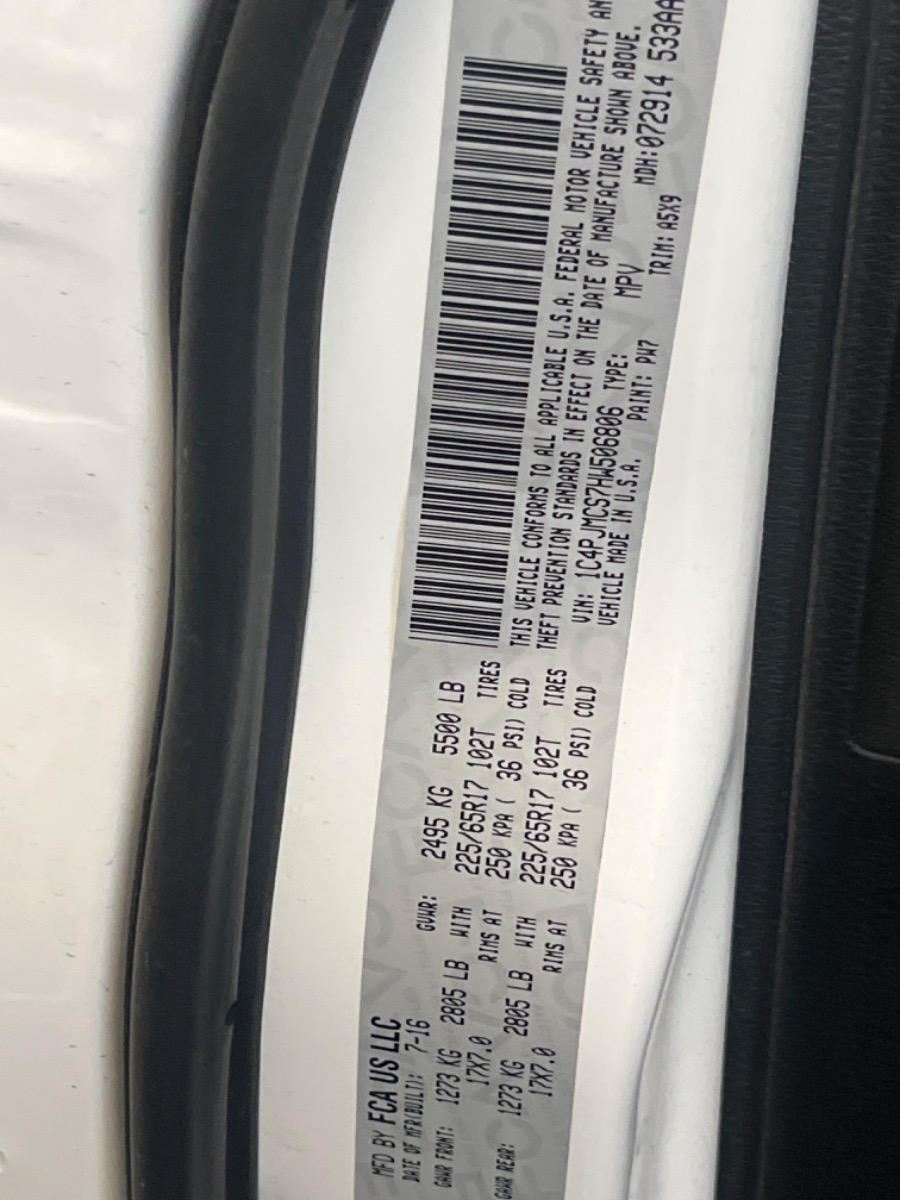 MFD BY FCA US LLC
DATE OF MFR(BUILT): 7-16 GVWR: 2495 KG 5500 LB
GAWR FRONT: 1273 KG 2805 LB WITH 225/65R17 102T TIRES
17X7.0 RIMS AT 250 KPA ( 36 PSI) COLD
GAWR REAR: 1273 KG 2805 LB WITH 225/65R17 102T TIRES
17X7.0 RIMS AT 250 KPA ( 36 PSI) COLD
THIS VEHICLE CONFORMS TO ALL APPLICABLE U.S.A. FEDERAL MOTOR VEHICLE SAFETY AN
THEFT PREVENTION STANDARDS IN EFFECT ON THE DATE OF MANUFACTURE SHOWN ABOVE.
VIN: 1C4PJMCS7HW506806 TYPE: MPV MDH:072914 533AA
VEHICLE MADE IN U.S.A. PAINT: PW7 TRIM: A5X9